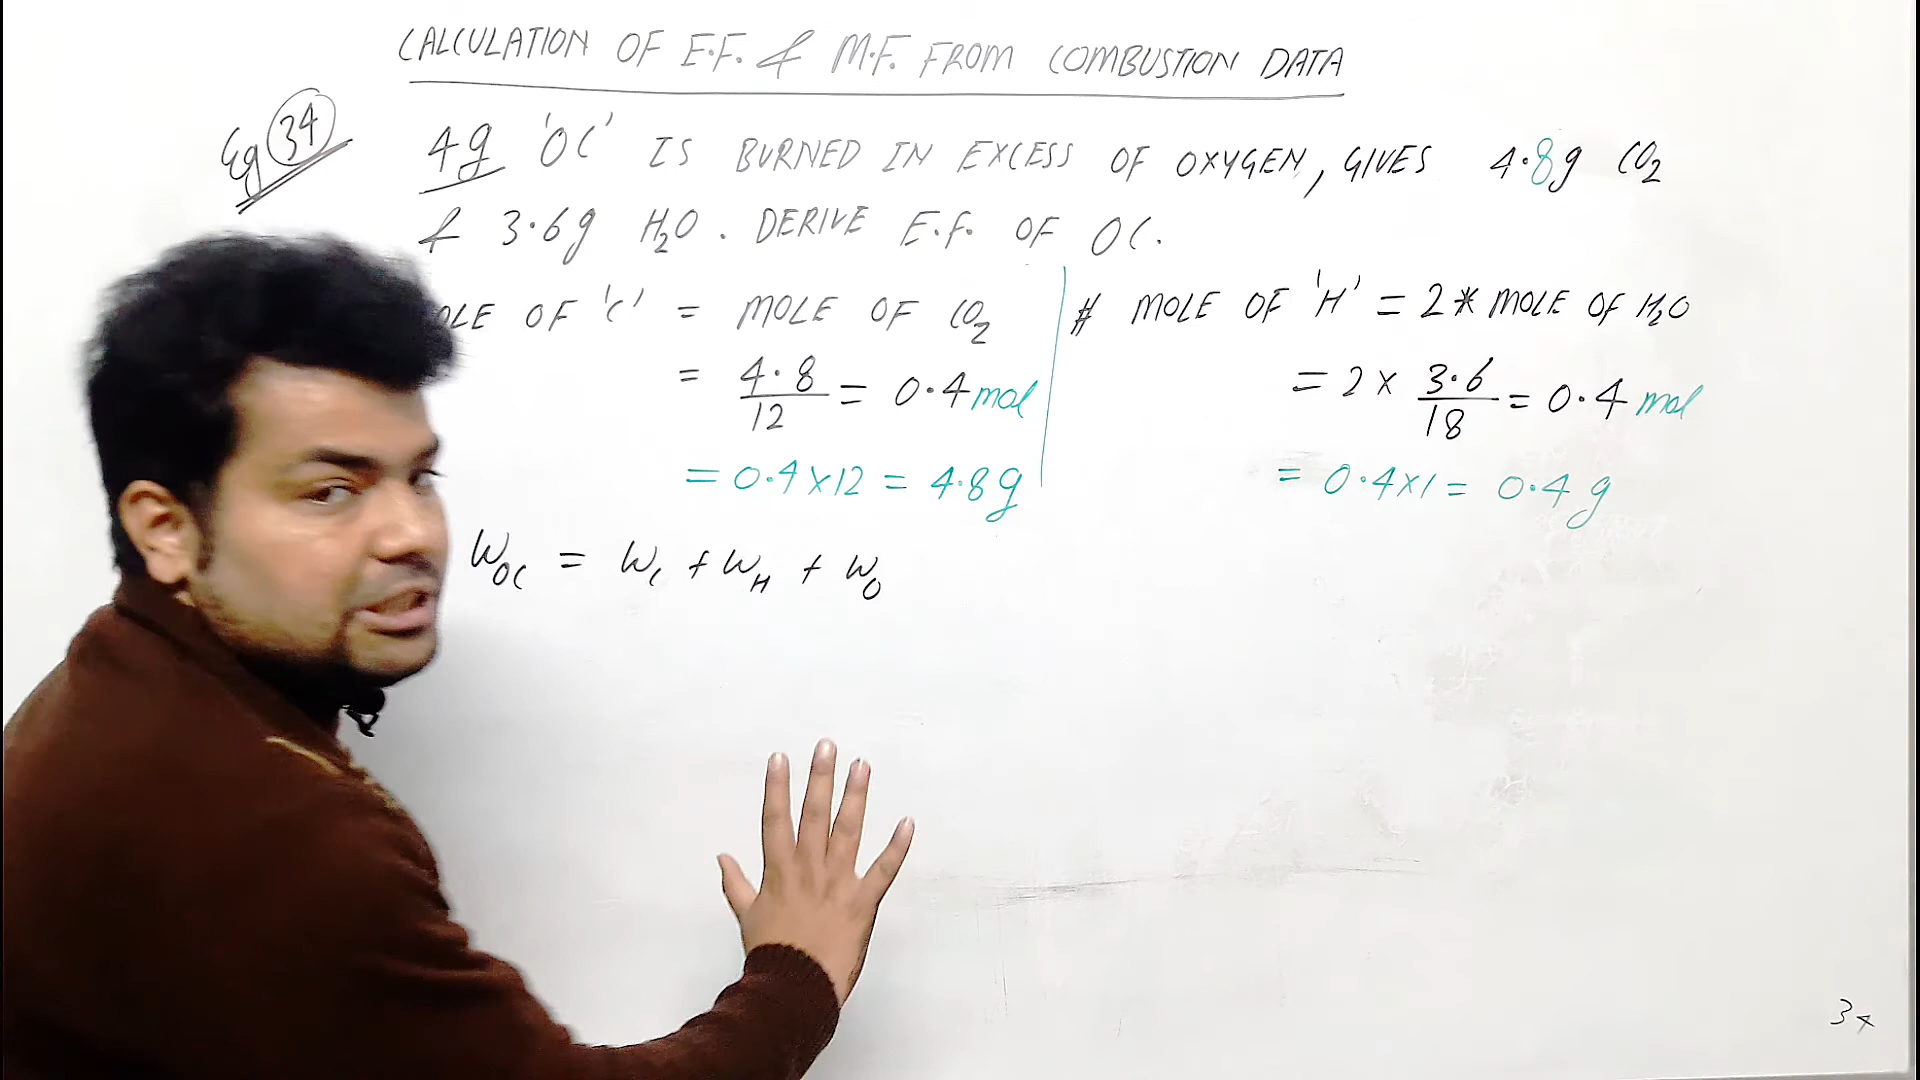 CALCULATION OF E.F. & M.F. FROM COMBUSTION DATA
Eg 34 4g 'OC' IS BURNED IN EXCESS OF OXYGEN, GIVES 4.8g CO2
& 3.6g H2O. DERIVE E.F. OF OC.
OLE OF 'C' = MOLE OF CO2
= 4.8/12 = 0.4 mol
= 0.4 x 12 = 4.8g
# MOLE OF 'H' = 2 * MOLE OF H2O
= 2 x 3.6/18 = 0.4 mol
= 0.4 x 1 = 0.4 g
WOC = WC + WH + WO